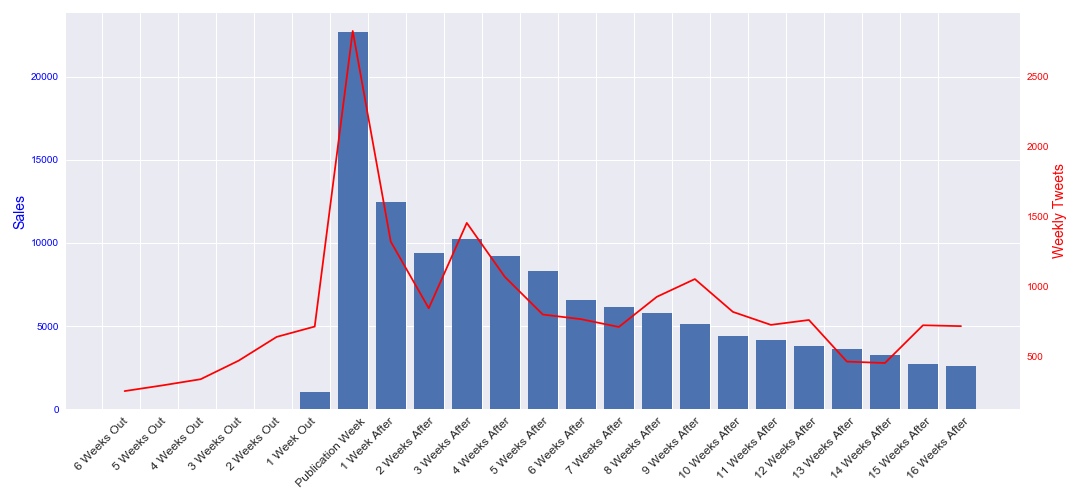 Sales
20000
15000
10000
5000
0
2500
2000
1500
1000
500
Weekly Tweets
6 Weeks Out
5 Weeks Out
4 Weeks Out
3 Weeks Out
2 Weeks Out
1 Week Out
Publication Week
1 Week After
2 Weeks After
3 Weeks After
4 Weeks After
5 Weeks After
6 Weeks After
7 Weeks After
8 Weeks After
9 Weeks After
10 Weeks After
11 Weeks After
12 Weeks After
13 Weeks After
14 Weeks After
15 Weeks After
16 Weeks After